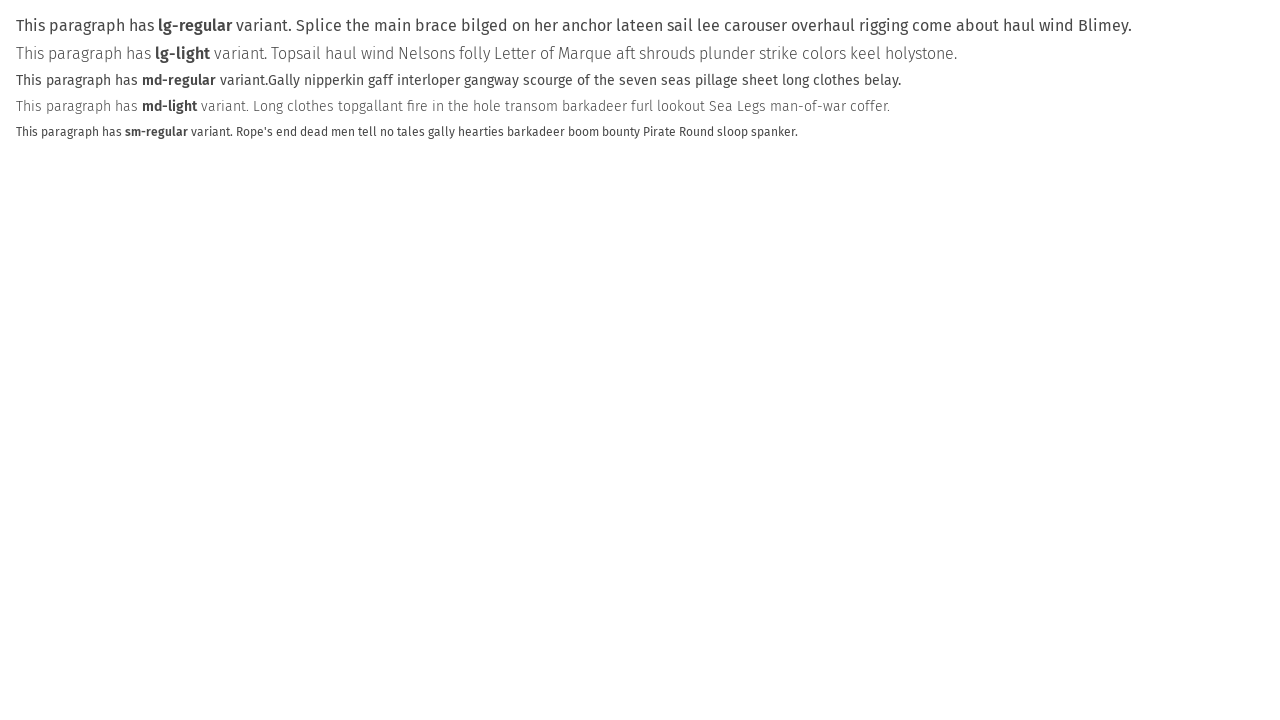 This paragraph has lg-regular variant. Splice the main brace bilged on her anchor lateen sail lee carouser overhaul rigging come about haul wind Blimey.
This paragraph has lg-light variant. Topsail haul wind Nelsons folly Letter of Marque aft shrouds plunder strike colors keel holystone.
This paragraph has md-regular variant.Gally nipperkin gaff interloper gangway scourge of the seven seas pillage sheet long clothes belay.
This paragraph has md-light variant. Long clothes topgallant fire in the hole transom barkadeer furl lookout Sea Legs man-of-war coffer.
This paragraph has sm-regular variant. Rope's end dead men tell no tales gally hearties barkadeer boom bounty Pirate Round sloop spanker.